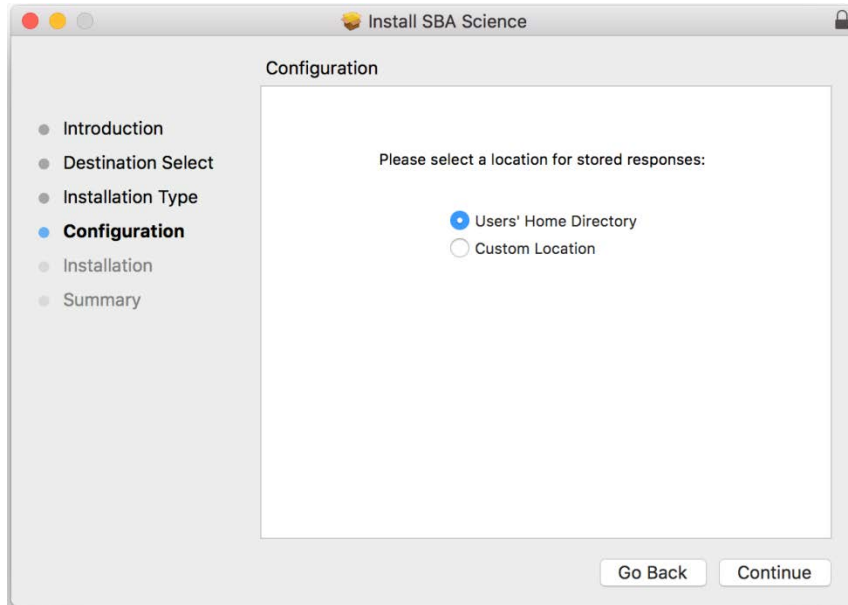 Install SBA Science
Configuration
Introduction
Destination Select
Installation Type
Configuration
Installation
Summary
Please select a location for stored responses:
Users' Home Directory
Custom Location
Go Back
Continue